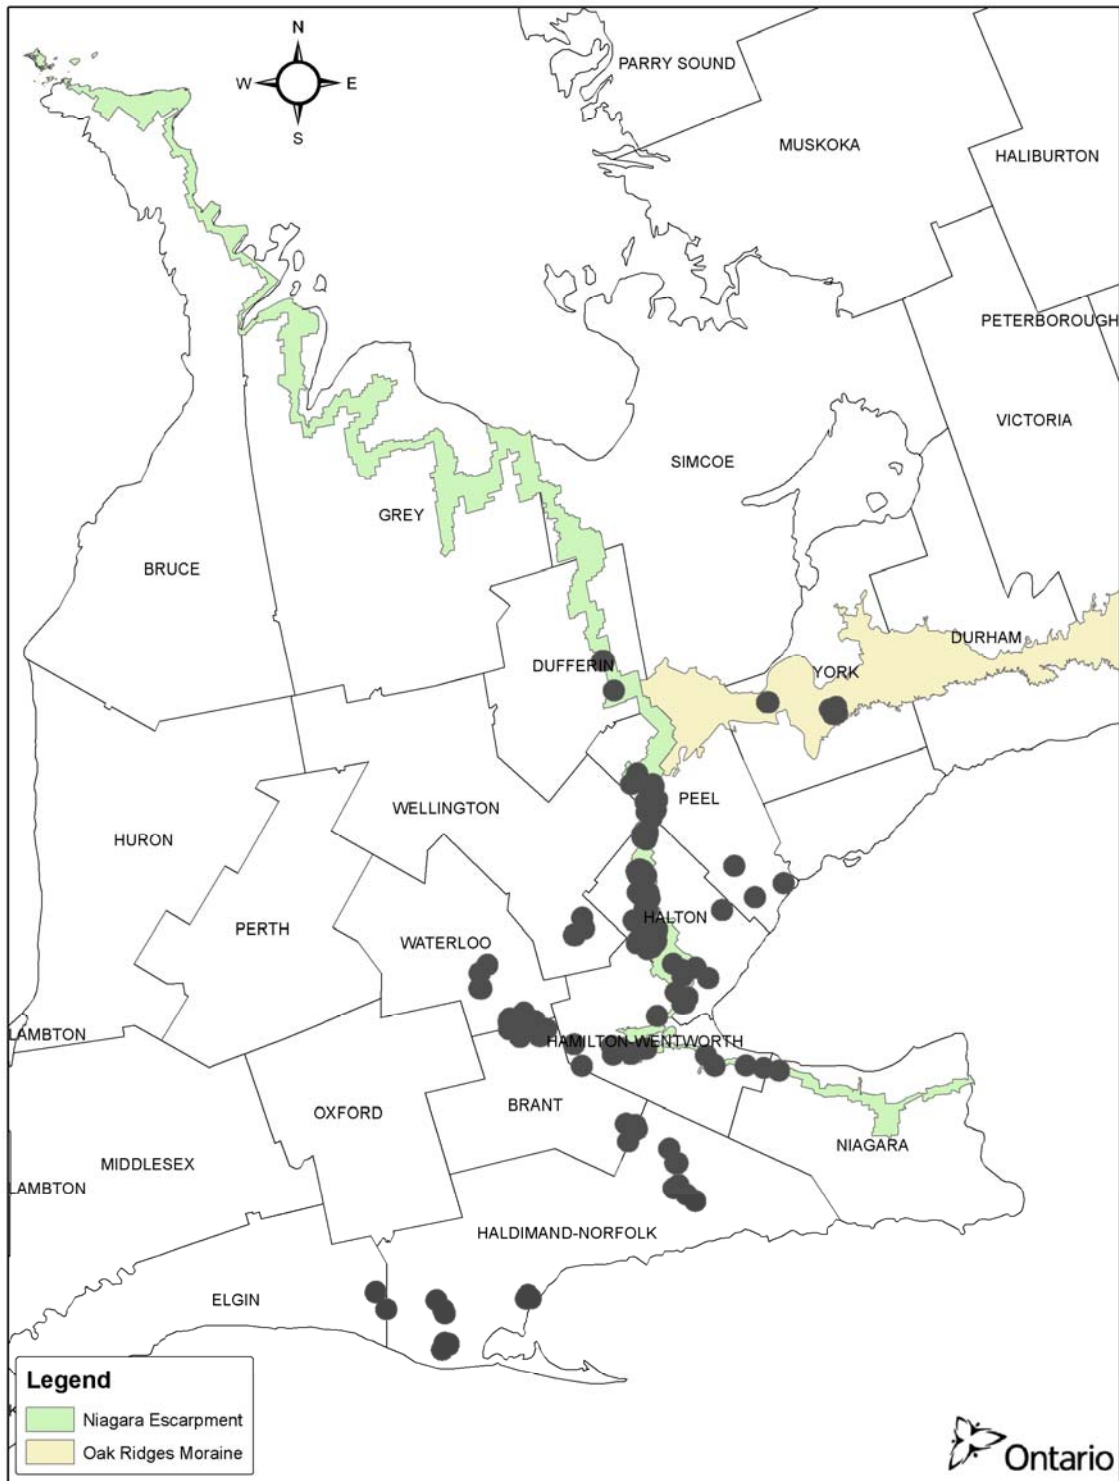 N
W E
S
PARRY SOUND
MUSKOKA
HALIBURTON
PETERBOROUGH
VICTORIA
SIMCOE
GREY
BRUCE
DURHAM
DUFFERIN
YORK
PEEL
WELLINGTON
HURON
HALTON
PERTH
WATERLOO
LAMBTON
HAMILTON-WENTWORTH
BRANT
OXFORD
NIAGARA
MIDDLESEX
LAMBTON
HALDIMAND-NORFOLK
ELGIN
Legend
Niagara Escarpment
Oak Ridges Moraine
Ontario